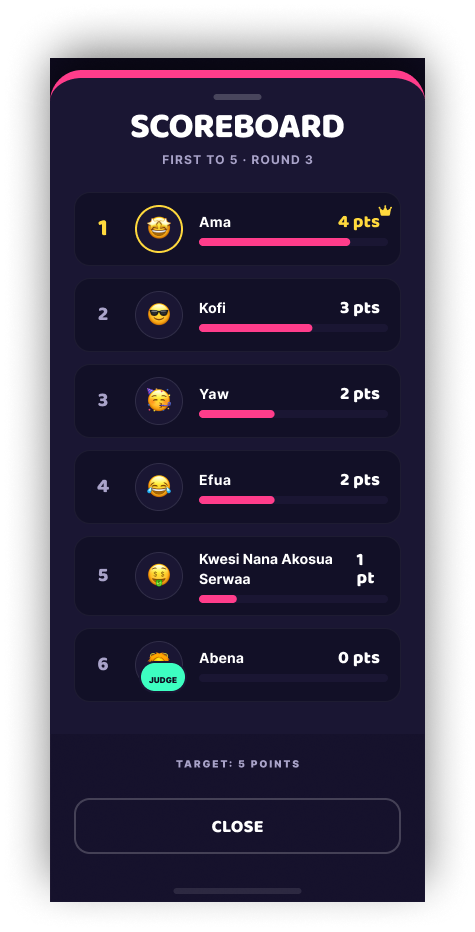 SCOREBOARD
FIRST TO 5 · ROUND 3
1 Ama 4 pts
2 Kofi 3 pts
3 Yaw 2 pts
4 Efua 2 pts
5 Kwesi Nana Akosua 1
Serwaa pt
6 Abena 0 pts
JUDGE
TARGET: 5 POINTS
CLOSE